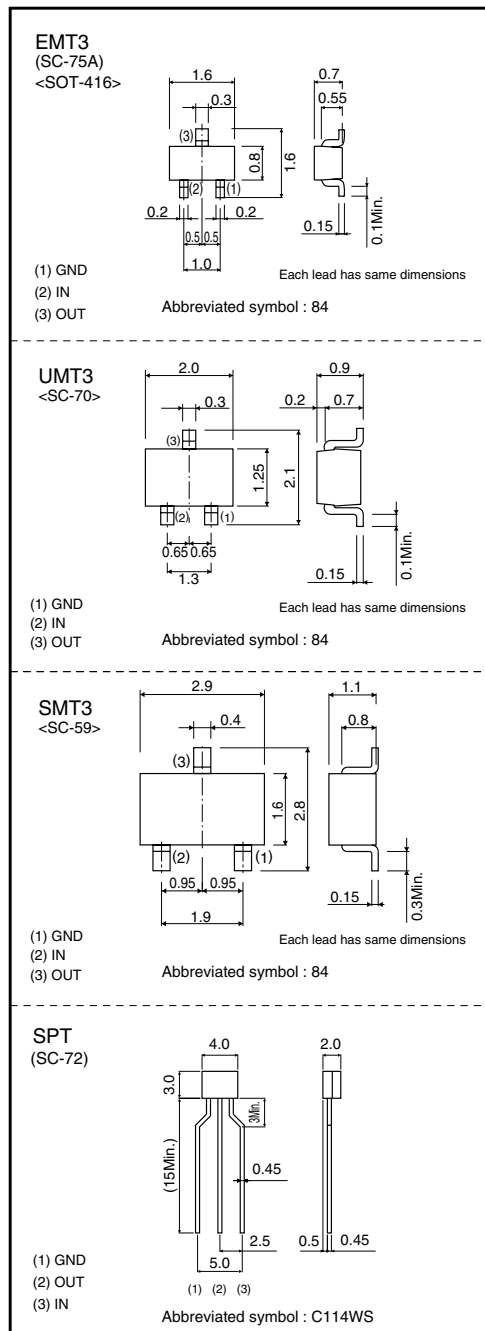 EMT3
(SC-75A)
<SOT-416>
1.6
0.3
0.7
0.55
(3)
0.8
1.6
(2)
(1)
0.2
0.2
0.5
0.5
0.15
0.1Min.
1.0
(1) GND
(2) IN
(3) OUT
Each lead has same dimensions
Abbreviated symbol : 84
UMT3
<SC-70>
2.0
0.3
0.9
0.2
0.7
(3)
1.25
2.1
(2)
(1)
0.65
0.65
1.3
0.15
0.1Min.
(1) GND
(2) IN
(3) OUT
Each lead has same dimensions
Abbreviated symbol : 84
SMT3
<SC-59>
2.9
0.4
1.1
0.8
(3)
1.6
2.8
(2)
(1)
0.95
0.95
1.9
0.15
0.3Min.
(1) GND
(2) IN
(3) OUT
Each lead has same dimensions
Abbreviated symbol : 84
SPT
(SC-72)
4.0
2.0
3.0
3Min.
(15Min.)
0.45
2.5
0.5
0.45
5.0
(1) GND
(2) OUT
(3) IN
(1) (2) (3)
Abbreviated symbol : C114WS